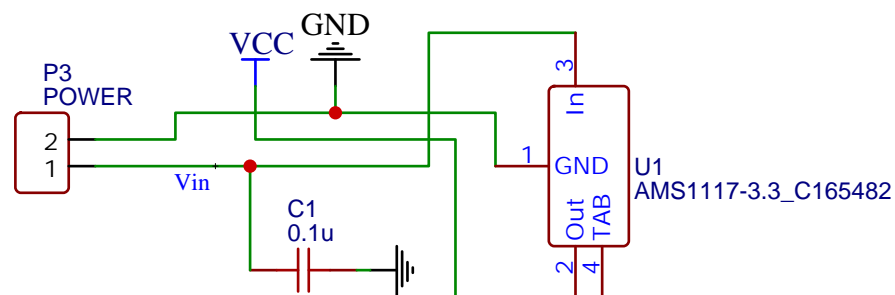 GND
VCC
P3
POWER
2
1
Vin
C1
0.1u
3
In
1
GND
U1
AMS1117-3.3_C165482
Out
TAB
2
4